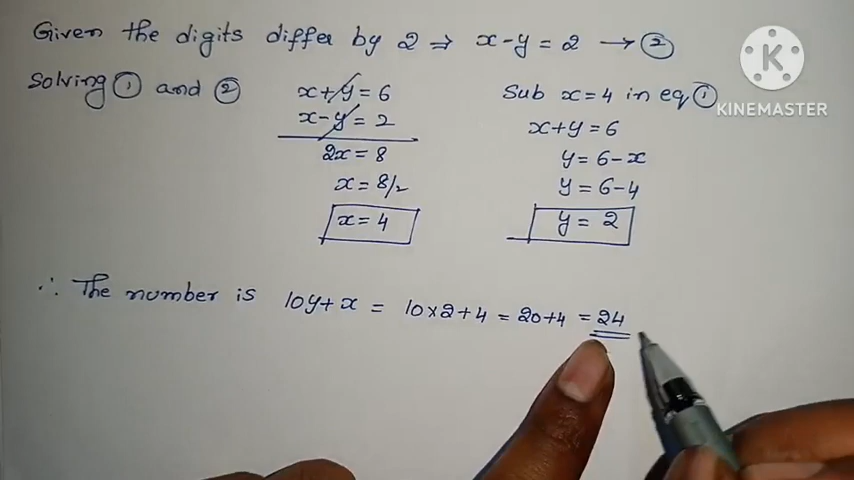 Given the digits differ by 2 ⇒ x-y = 2 → ②
Solving ① and ②
x+y = 6
x-y = 2
2x = 8
x = 8/2
x = 4
Sub x = 4 in eq ①
x+y = 6
y = 6-x
y = 6-4
y = 2
∴ The number is 10y+x = 10×2+4 = 20+4 = 24
K
KINEMASTER